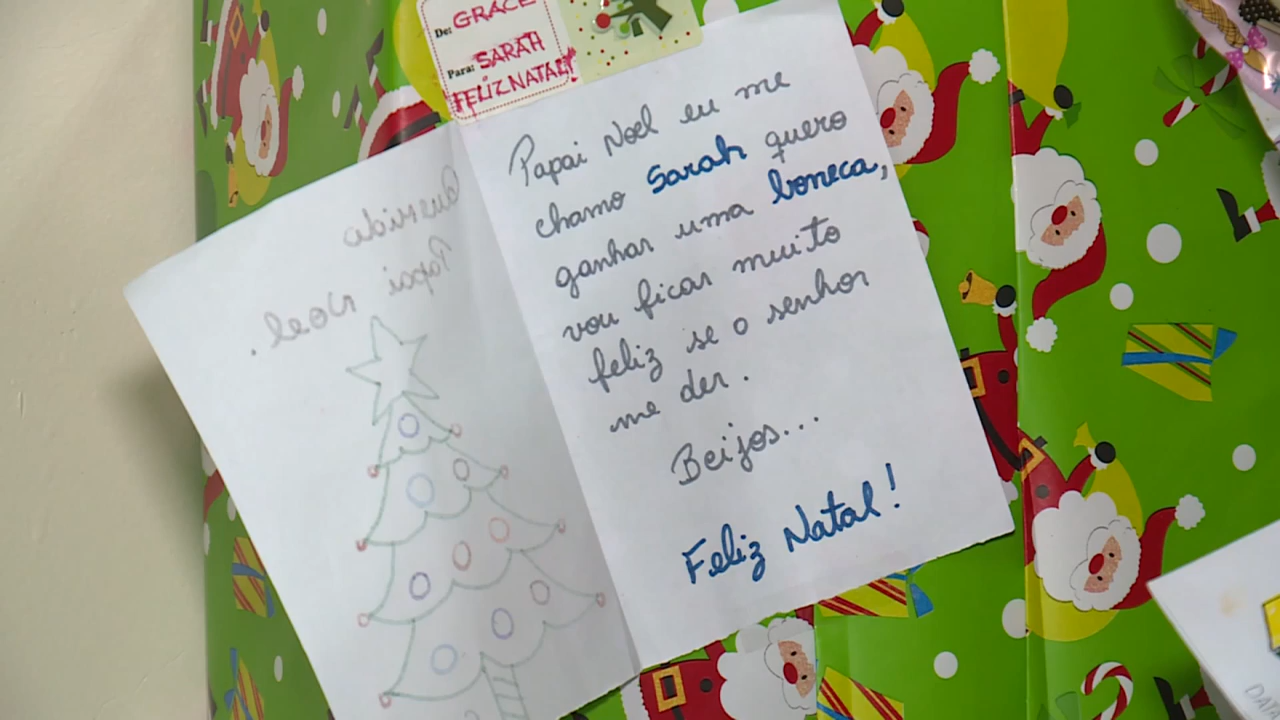 De: GRACE
Para: SARAH
FELIZ NATAL!
Papai Noel eu me
chamo Sarah quero
ganhar uma boneca,
vou ficar muito
feliz se o senhor
me der.
Beijos...
Feliz Natal!
Querida
Papai Noel.